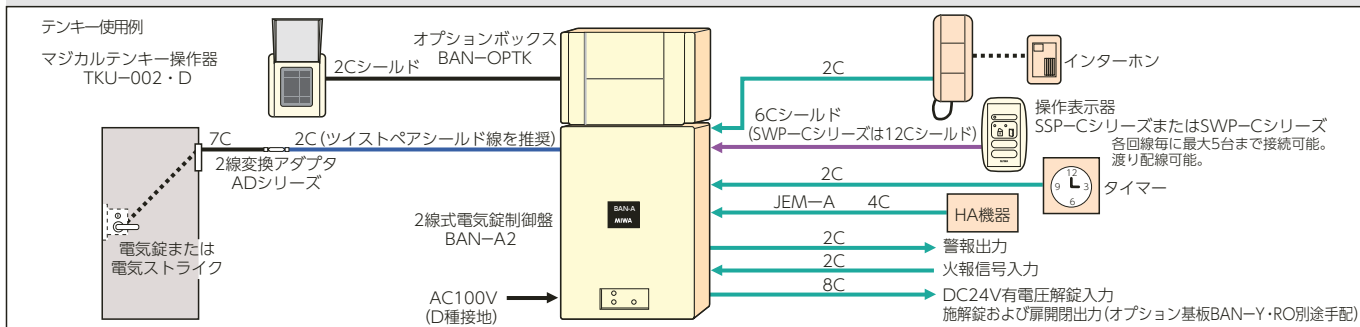 テンキー使用例
マジカルテンキー操作器
TKU−002・D
2Cシールド
オプションボックス
BAN−OPTK
2C
インターホン
6Cシールド
(SWP−Cシリーズは12Cシールド)
操作表示器
SSP−CシリーズまたはSWP−Cシリーズ
各回線毎に最大5台まで接続可能。
渡り配線可能。
7C
2C(ツイストペアシールド線を推奨)
2線変換アダプタ
ADシリーズ
2C
12
9
3
6
タイマー
BAN-A
MIWA
2線式電気錠制御盤
BAN−A2
JEM−A 4C
HA機器
電気錠または
電気ストライク
2C
警報出力
2C
火報信号入力
8C
DC24V有電圧解錠入力
施解錠および扉開閉出力(オプション基板BAN−Y・RO別途手配)
AC100V
(D種接地)